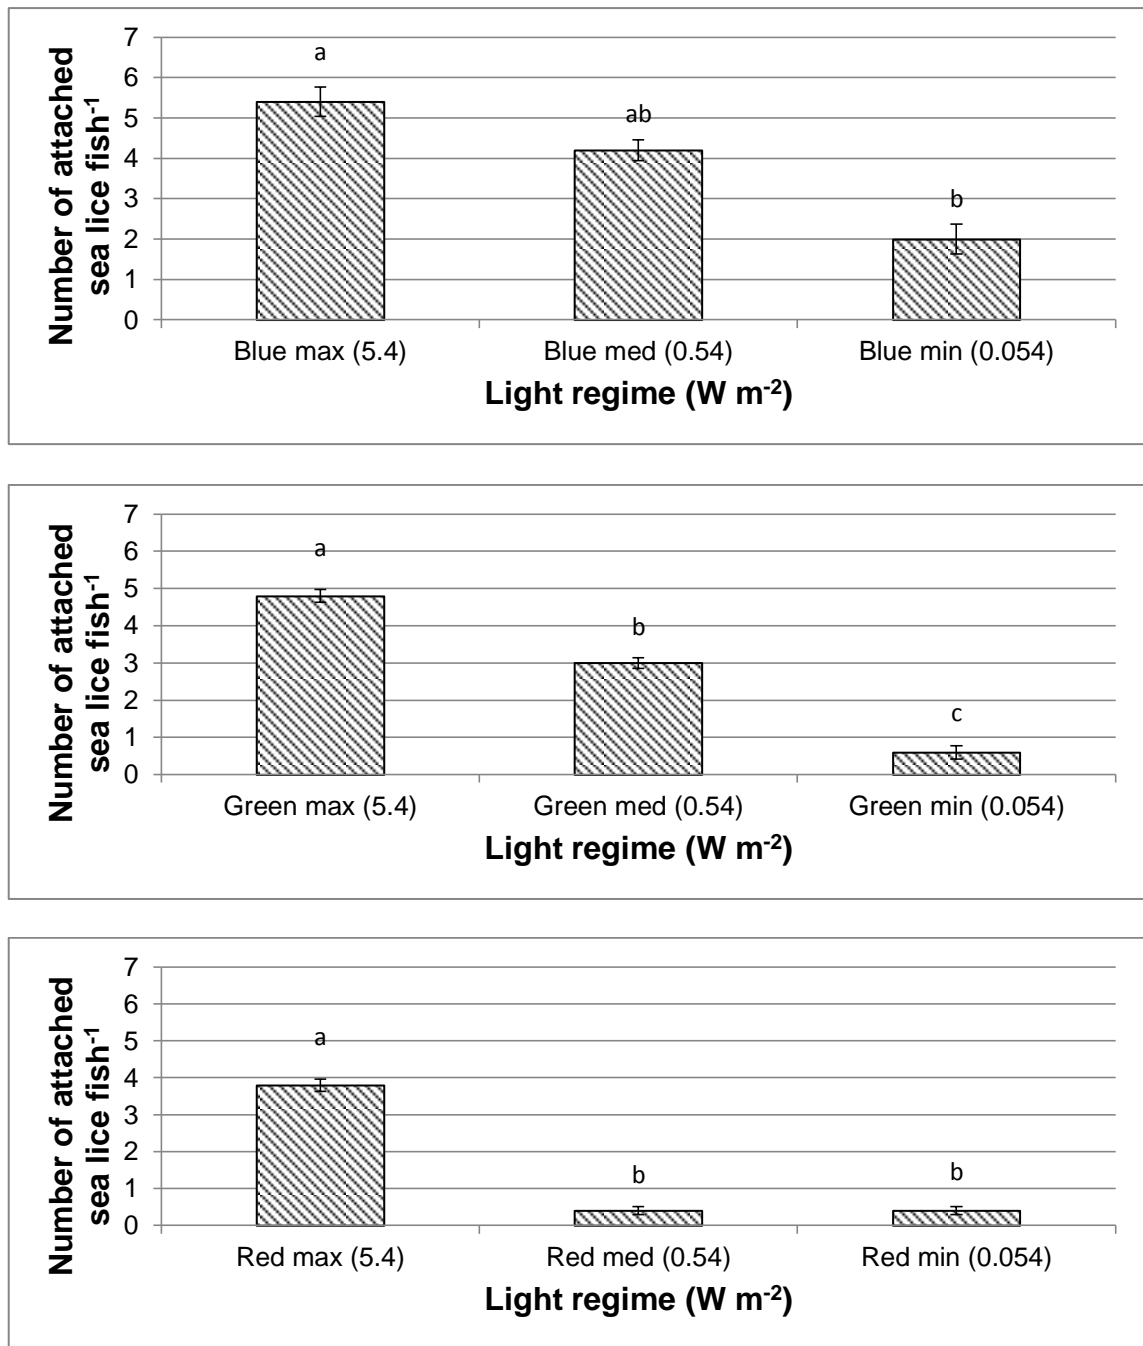 Number of attached
sea lice fish⁻¹
7
6
5
4
3
2
1
0
a
ab
b
Blue max (5.4) Blue med (0.54) Blue min (0.054)
Light regime (W m⁻²)
Number of attached
sea lice fish⁻¹
7
6
5
4
3
2
1
0
a
b
c
Green max (5.4) Green med (0.54) Green min (0.054)
Light regime (W m⁻²)
Number of attached
sea lice fish⁻¹
7
6
5
4
3
2
1
0
a
b b
Red max (5.4) Red med (0.54) Red min (0.054)
Light regime (W m⁻²)